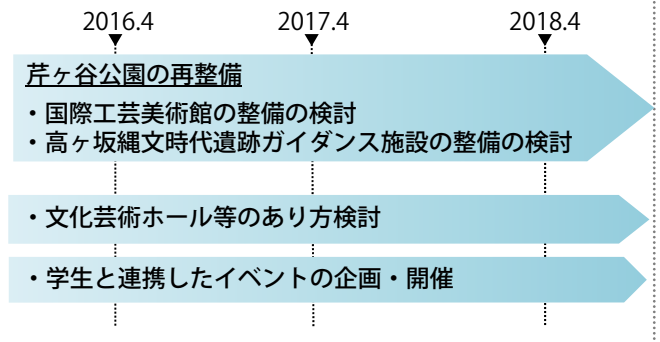 2016.4 2017.4 2018.4
芹ヶ谷公園の再整備
・国際工芸美術館の整備の検討
・高ヶ坂縄文時代遺跡ガイダンス施設の整備の検討
・文化芸術ホール等のあり方検討
・学生と連携したイベントの企画・開催